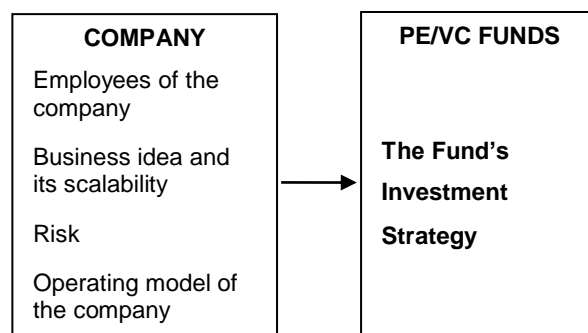 COMPANY
Employees of the
company
Business idea and
its scalability
Risk
Operating model of
the company
PE/VC FUNDS
The Fund's
Investment
Strategy